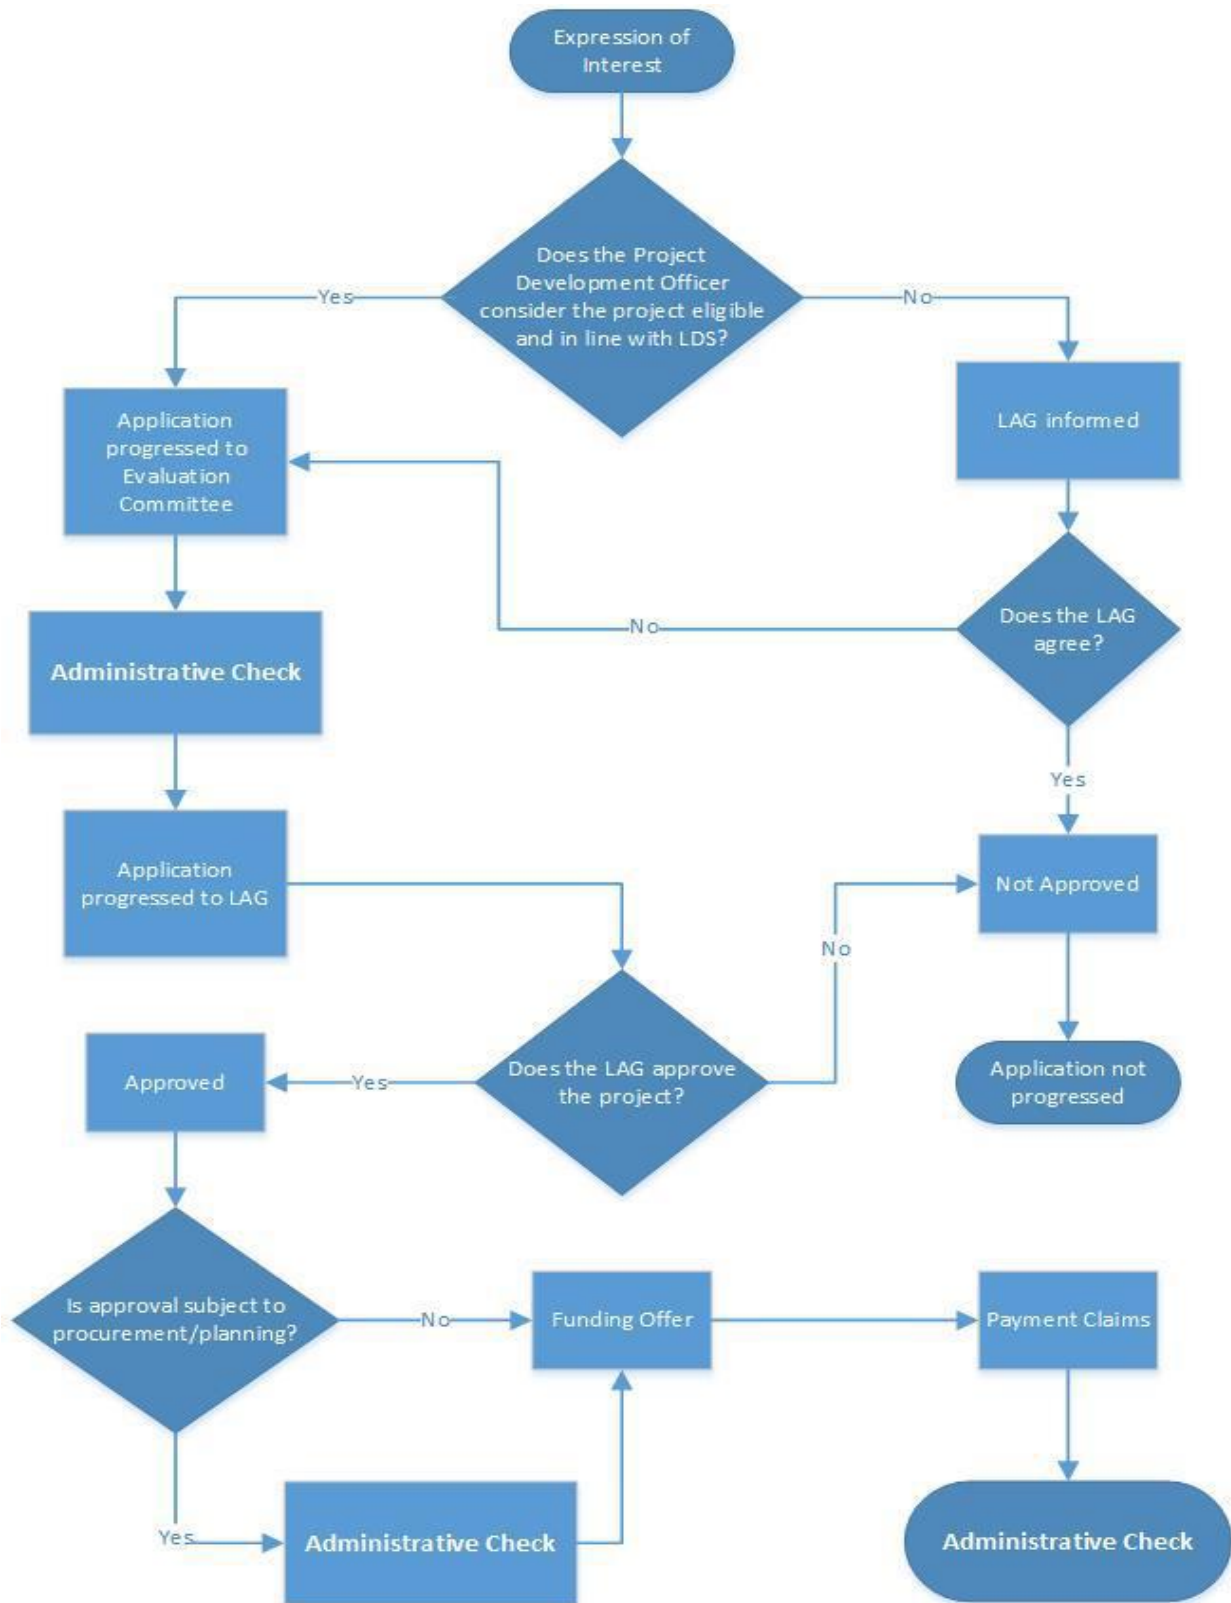 Expression of
Interest
Does the Project
Development Officer
consider the project eligible
and in line with LDS?
Yes
No
Application
progressed to
Evaluation
Committee
LAG informed
Does the LAG
agree?
No
Administrative Check
Yes
Application
progressed to LAG
Not Approved
No
Does the LAG approve
the project?
Yes
Approved
Application not
progressed
Is approval subject to
procurement/planning?
No
Funding Offer
Payment Claims
Yes
Administrative Check
Administrative Check